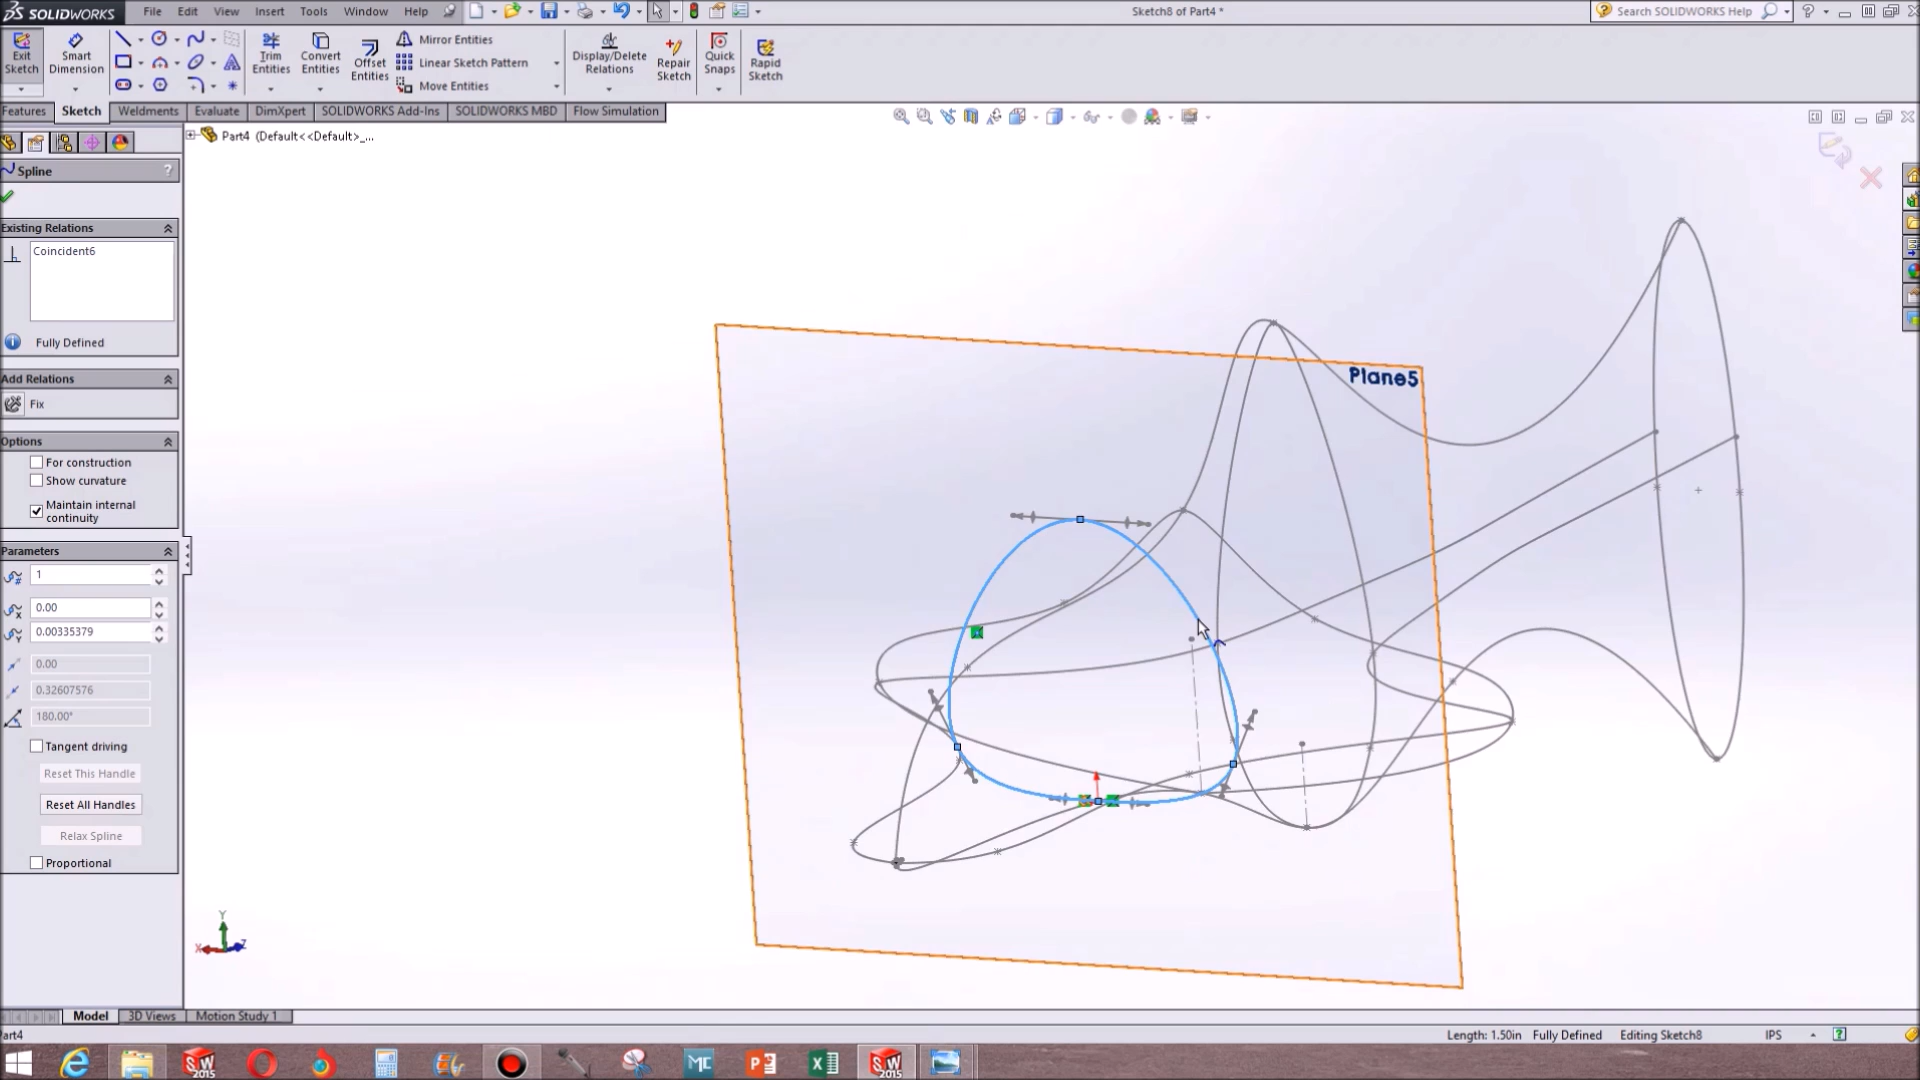 SOLIDWORKS File Edit View Insert Tools Window Help Sketch8 of Part4 * Search SOLIDWORKS Help
Exit Sketch
Smart Dimension
Trim Entities
Convert Entities
Offset Entities
Mirror Entities
Linear Sketch Pattern
Move Entities
Display/Delete Relations
Repair Sketch
Quick Snaps
Rapid Sketch
Features Sketch Weldments Evaluate DimXpert SOLIDWORKS Add-Ins SOLIDWORKS MBD Flow Simulation
Part4 (Default<<Default>_...
Spline ?
Existing Relations
Coincident6
Fully Defined
Add Relations
Fix
Options
For construction
Show curvature
Maintain internal
continuity
Parameters
1
0.00
0.00335379
0.00
0.32607576
180.00°
Tangent driving
Reset This Handle
Reset All Handles
Relax Spline
Proportional
Plane5
Y
X Z
Model 3D Views Motion Study 1
Part4 Length: 1.50in Fully Defined Editing Sketch8 IPS ?
SW 2015 MC SW 2015